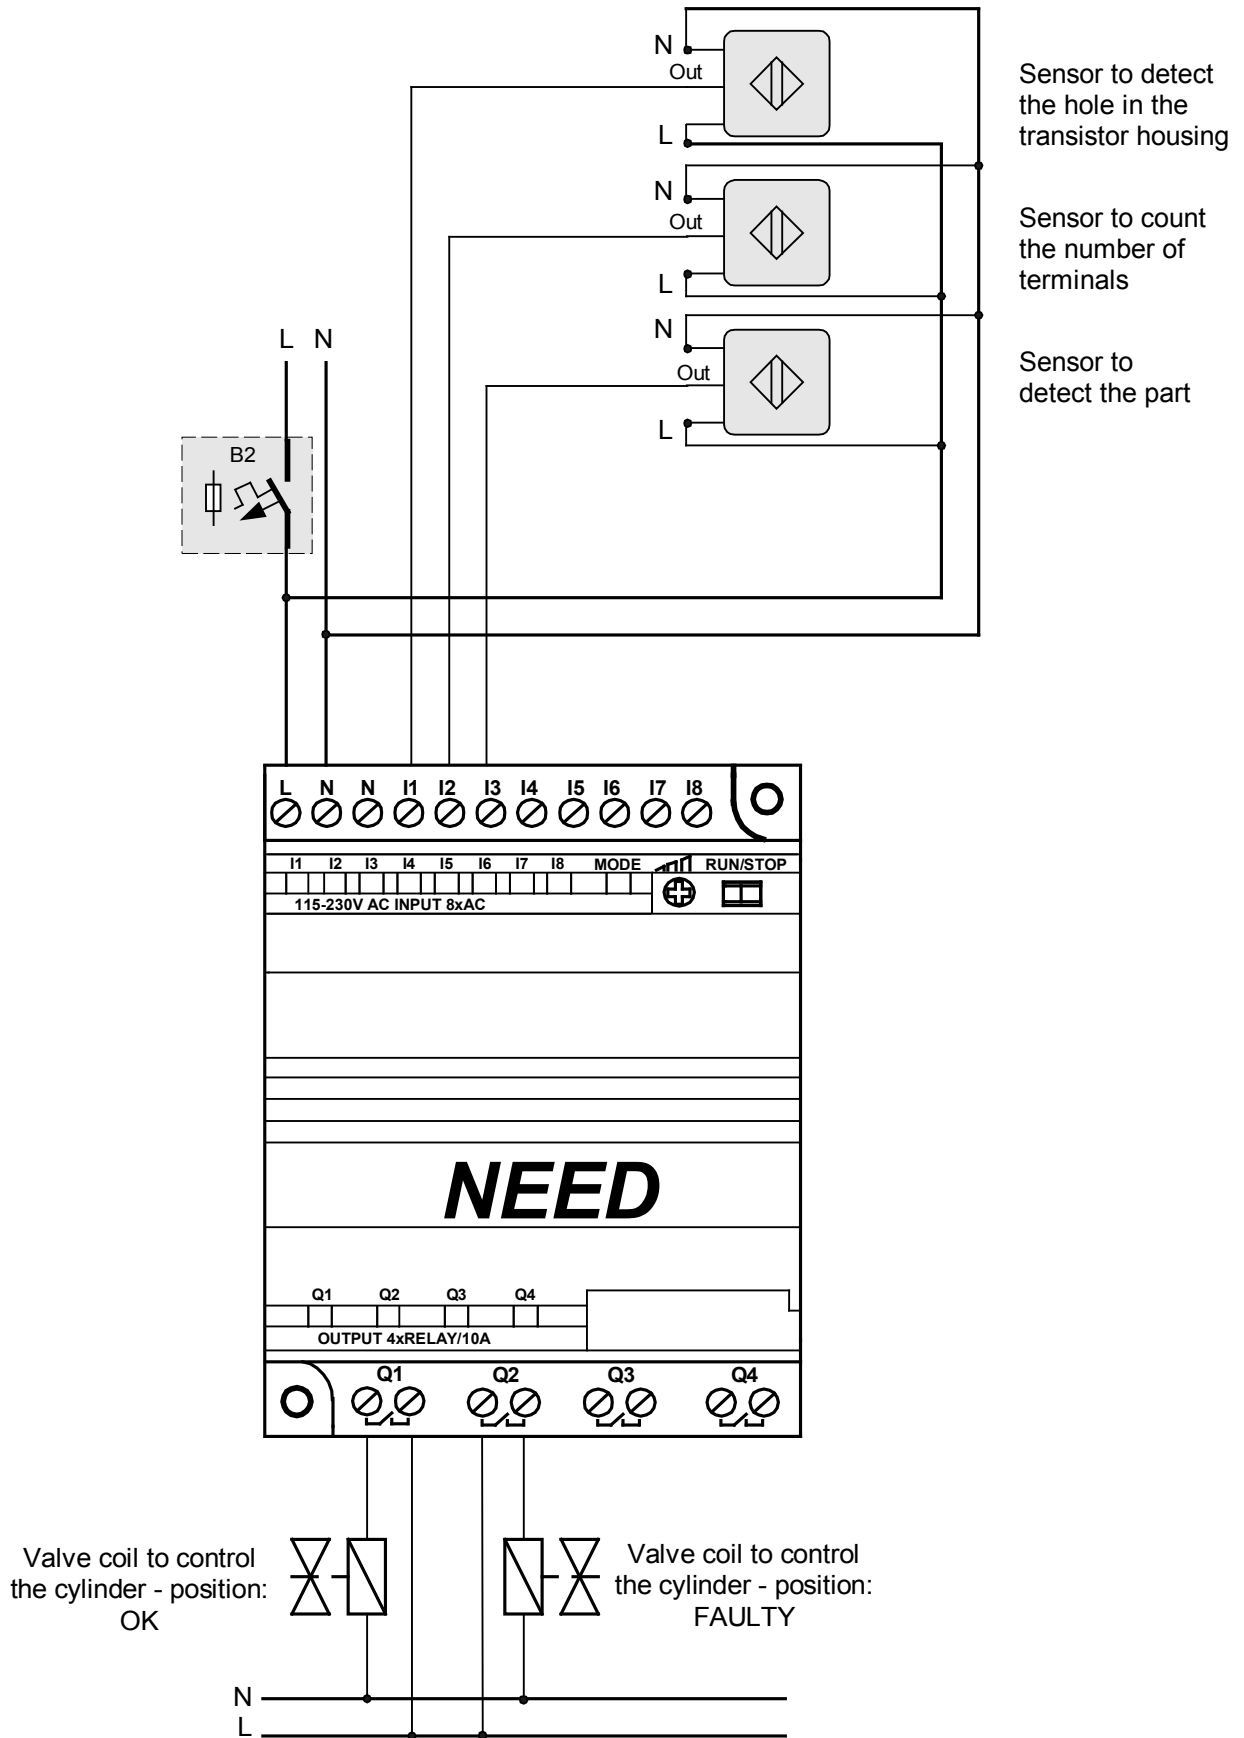 N
Out
L
Sensor to detect
the hole in the
transistor housing
N
Out
L
Sensor to count
the number of
terminals
N
Out
L
Sensor to
detect the part
L N
B2
L N N I1 I2 I3 I4 I5 I6 I7 I8
I1 I2 I3 I4 I5 I6 I7 I8 MODE RUN/STOP
115-230V AC INPUT 8xAC
NEED
Q1 Q2 Q3 Q4
OUTPUT 4xRELAY/10A
Q1 Q2 Q3 Q4
Valve coil to control
the cylinder - position:
OK
Valve coil to control
the cylinder - position:
FAULTY
N
L